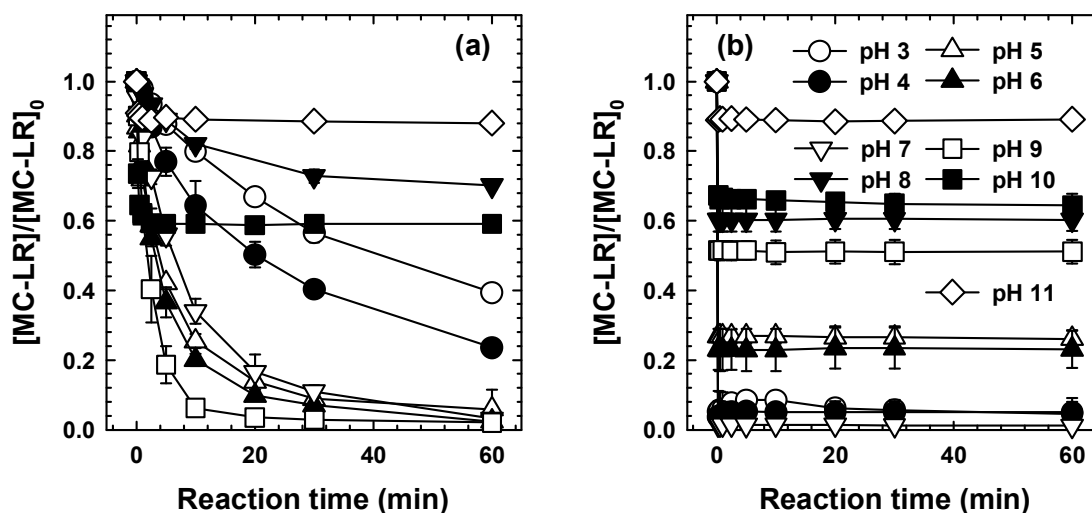 (a)
[MC-LR]/[MC-LR]0
1.0
0.8
0.6
0.4
0.2
0.0
0 20 40 60
Reaction time (min)
(b)
pH 3 pH 5
pH 4 pH 6
pH 7 pH 9
pH 8 pH 10
pH 11
[MC-LR]/[MC-LR]0
1.0
0.8
0.6
0.4
0.2
0.0
0 20 40 60
Reaction time (min)